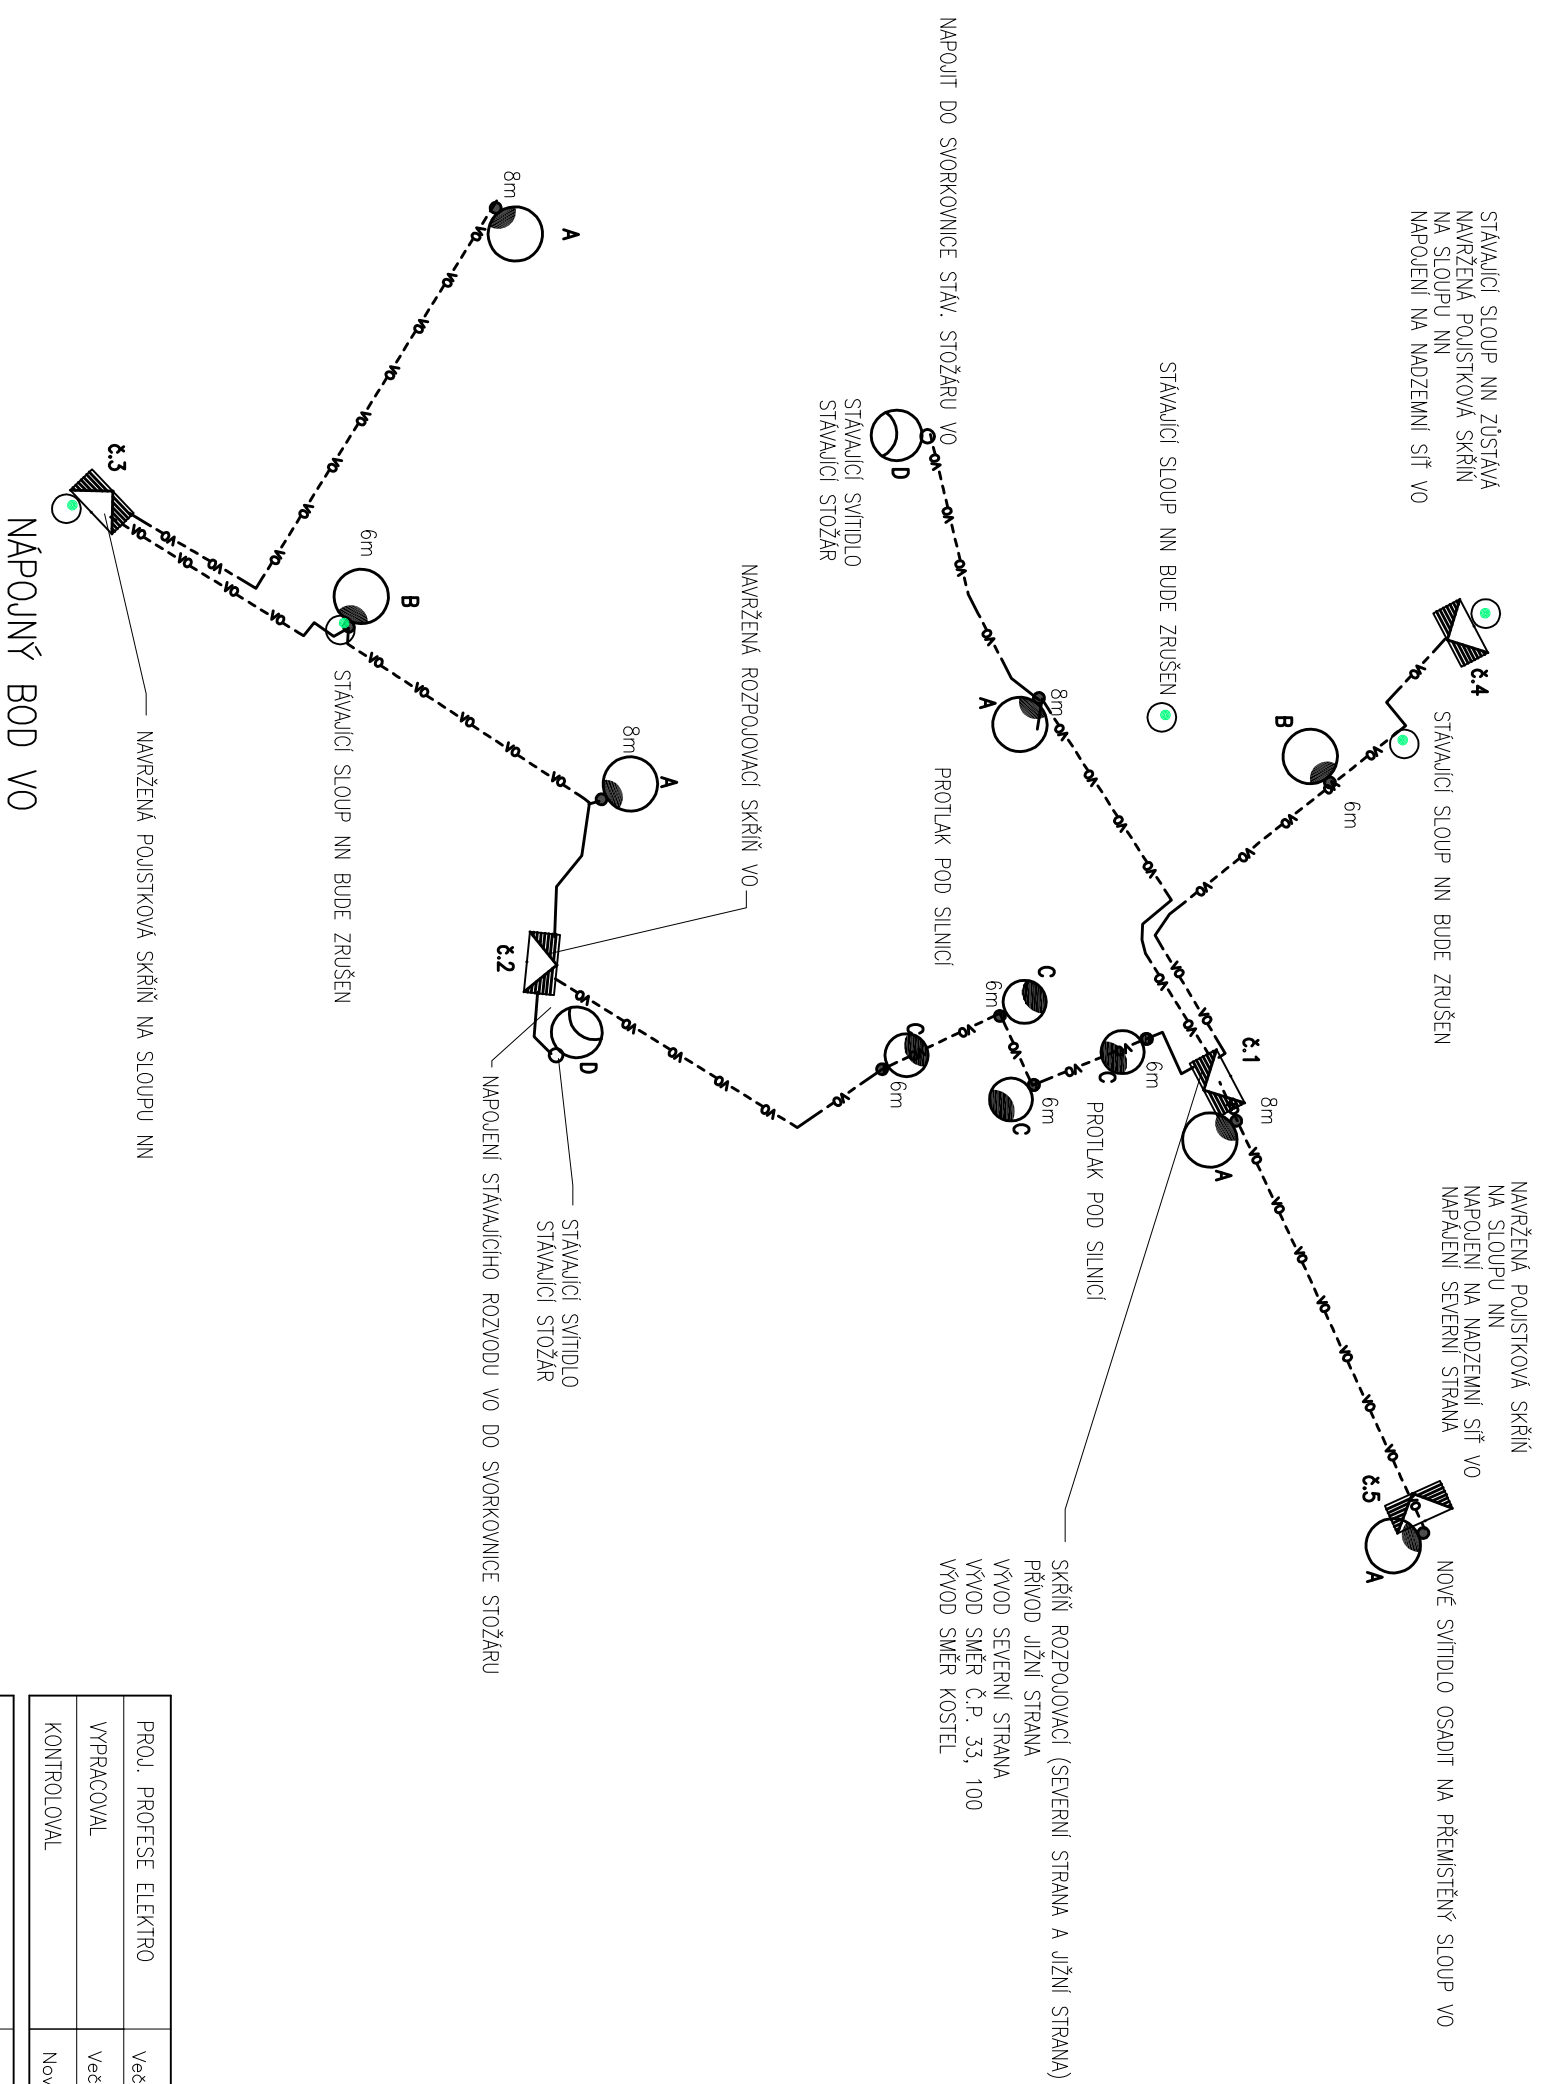 STÁVAJÍCÍ SLOUP NN ZŮSTÁVÁ
NAVRŽENÁ POJISTKOVÁ SKŘÍŇ
NA SLOUPU NN
NAPOJENÍ NA NADZEMNÍ SÍŤ VO
č.4
STÁVAJÍCÍ SLOUP NN BUDE ZRUŠEN
B
6m
NAVRŽENÁ POJISTKOVÁ SKŘÍŇ
NA SLOUPU NN
NAPOJENÍ NA NADZEMNÍ SÍŤ VO
NAPÁJENÍ SEVERNÍ STRANA
č.5
A
NOVÉ SVÍTIDLO OSADIT NA PŘEMÍSTĚNÝ SLOUP VO
STÁVAJÍCÍ SLOUP NN BUDE ZRUŠEN
č.1
8m
A
8m
A
NAPOJIT DO SVORKOVNICE STÁV. STOŽÁRU VO
D
STÁVAJÍCÍ SVÍTIDLO
STÁVAJÍCÍ STOŽÁR
PROTLAK POD SILNICÍ
C
6m
C
6m
C
6m
C
6m
PROTLAK POD SILNICÍ
SKŘÍŇ ROZPOJOVACÍ (SEVERNÍ STRANA A JIŽNÍ STRANA)
PŘÍVOD JIŽNÍ STRANA
VÝVOD SEVERNÍ STRANA
VÝVOD SMĚR Č.P. 33, 100
VÝVOD SMĚR KOSTEL
NAVRŽENÁ ROZPOJOVACÍ SKŘÍŇ VO
8m
A
8m
A
č.2
D
STÁVAJÍCÍ SVÍTIDLO
STÁVAJÍCÍ STOŽÁR
NAPOJENÍ STÁVAJÍCÍHO ROZVODU VO DO SVORKOVNICE STOŽÁRU
6m
B
STÁVAJÍCÍ SLOUP NN BUDE ZRUŠEN
č.3
NAVRŽENÁ POJISTKOVÁ SKŘÍŇ NA SLOUPU NN
NÁPOJNÝ BOD VO
PROJ. PROFESE ELEKTRO
VYPRACOVAL
KONTROLOVAL